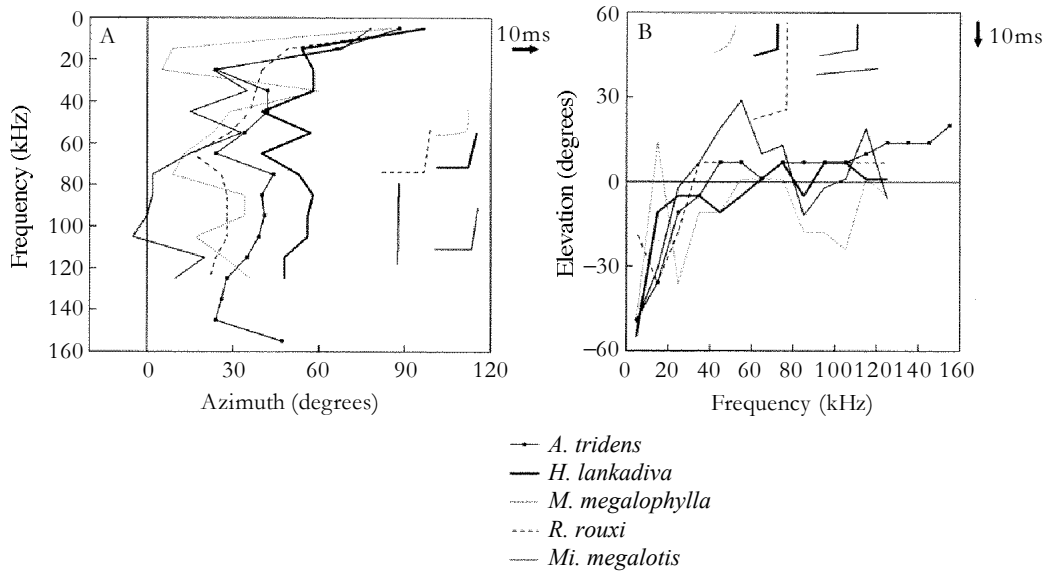 A
10ms
0
20
40
60
80
100
120
140
160
Frequency (kHz)
0 30 60 90 120
Azimuth (degrees)
B
10ms
60
30
0
−30
−60
Elevation (degrees)
0 20 40 60 80 100 120 140 160
Frequency (kHz)
A. tridens
H. lankadiva
M. megalophylla
R. rouxi
Mi. megalotis